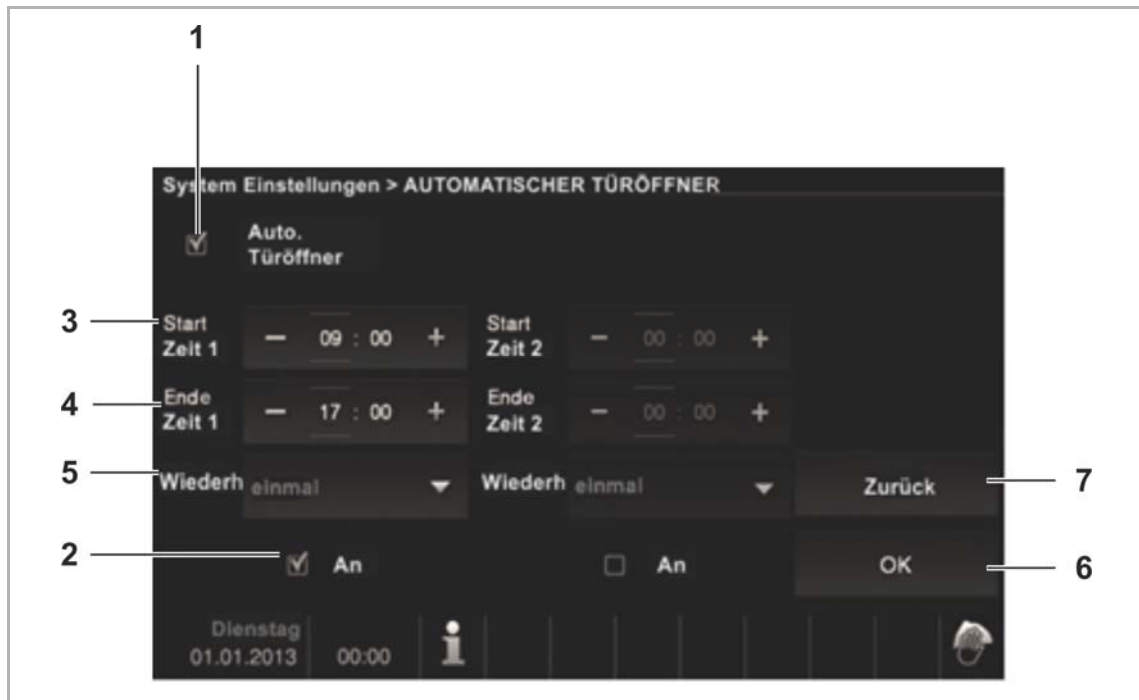 1
System Einstellungen > AUTOMATISCHER TÜRÖFFNER
Auto.
Türöffner
3
Start
Zeit 1
− 09 : 00 +
Start
Zeit 2
− 00 : 00 +
4
Ende
Zeit 1
− 17 : 00 +
Ende
Zeit 2
− 00 : 00 +
5
Wiederh
einmal
Wiederh
einmal
Zurück
7
2
An
An
OK
6
Dienstag
01.01.2013
00:00
i